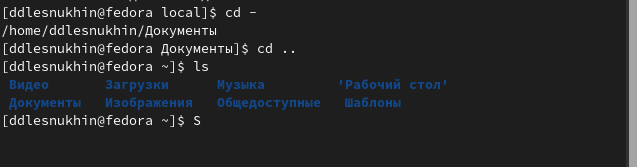 [ddlesnukhin@fedora local]$ cd -
/home/ddlesnukhin/Документы
[ddlesnukhin@fedora Документы]$ cd ..
[ddlesnukhin@fedora ~]$ ls
Видео Загрузки Музыка 'Рабочий стол'
Документы Изображения Общедоступные Шаблоны
[ddlesnukhin@fedora ~]$ S